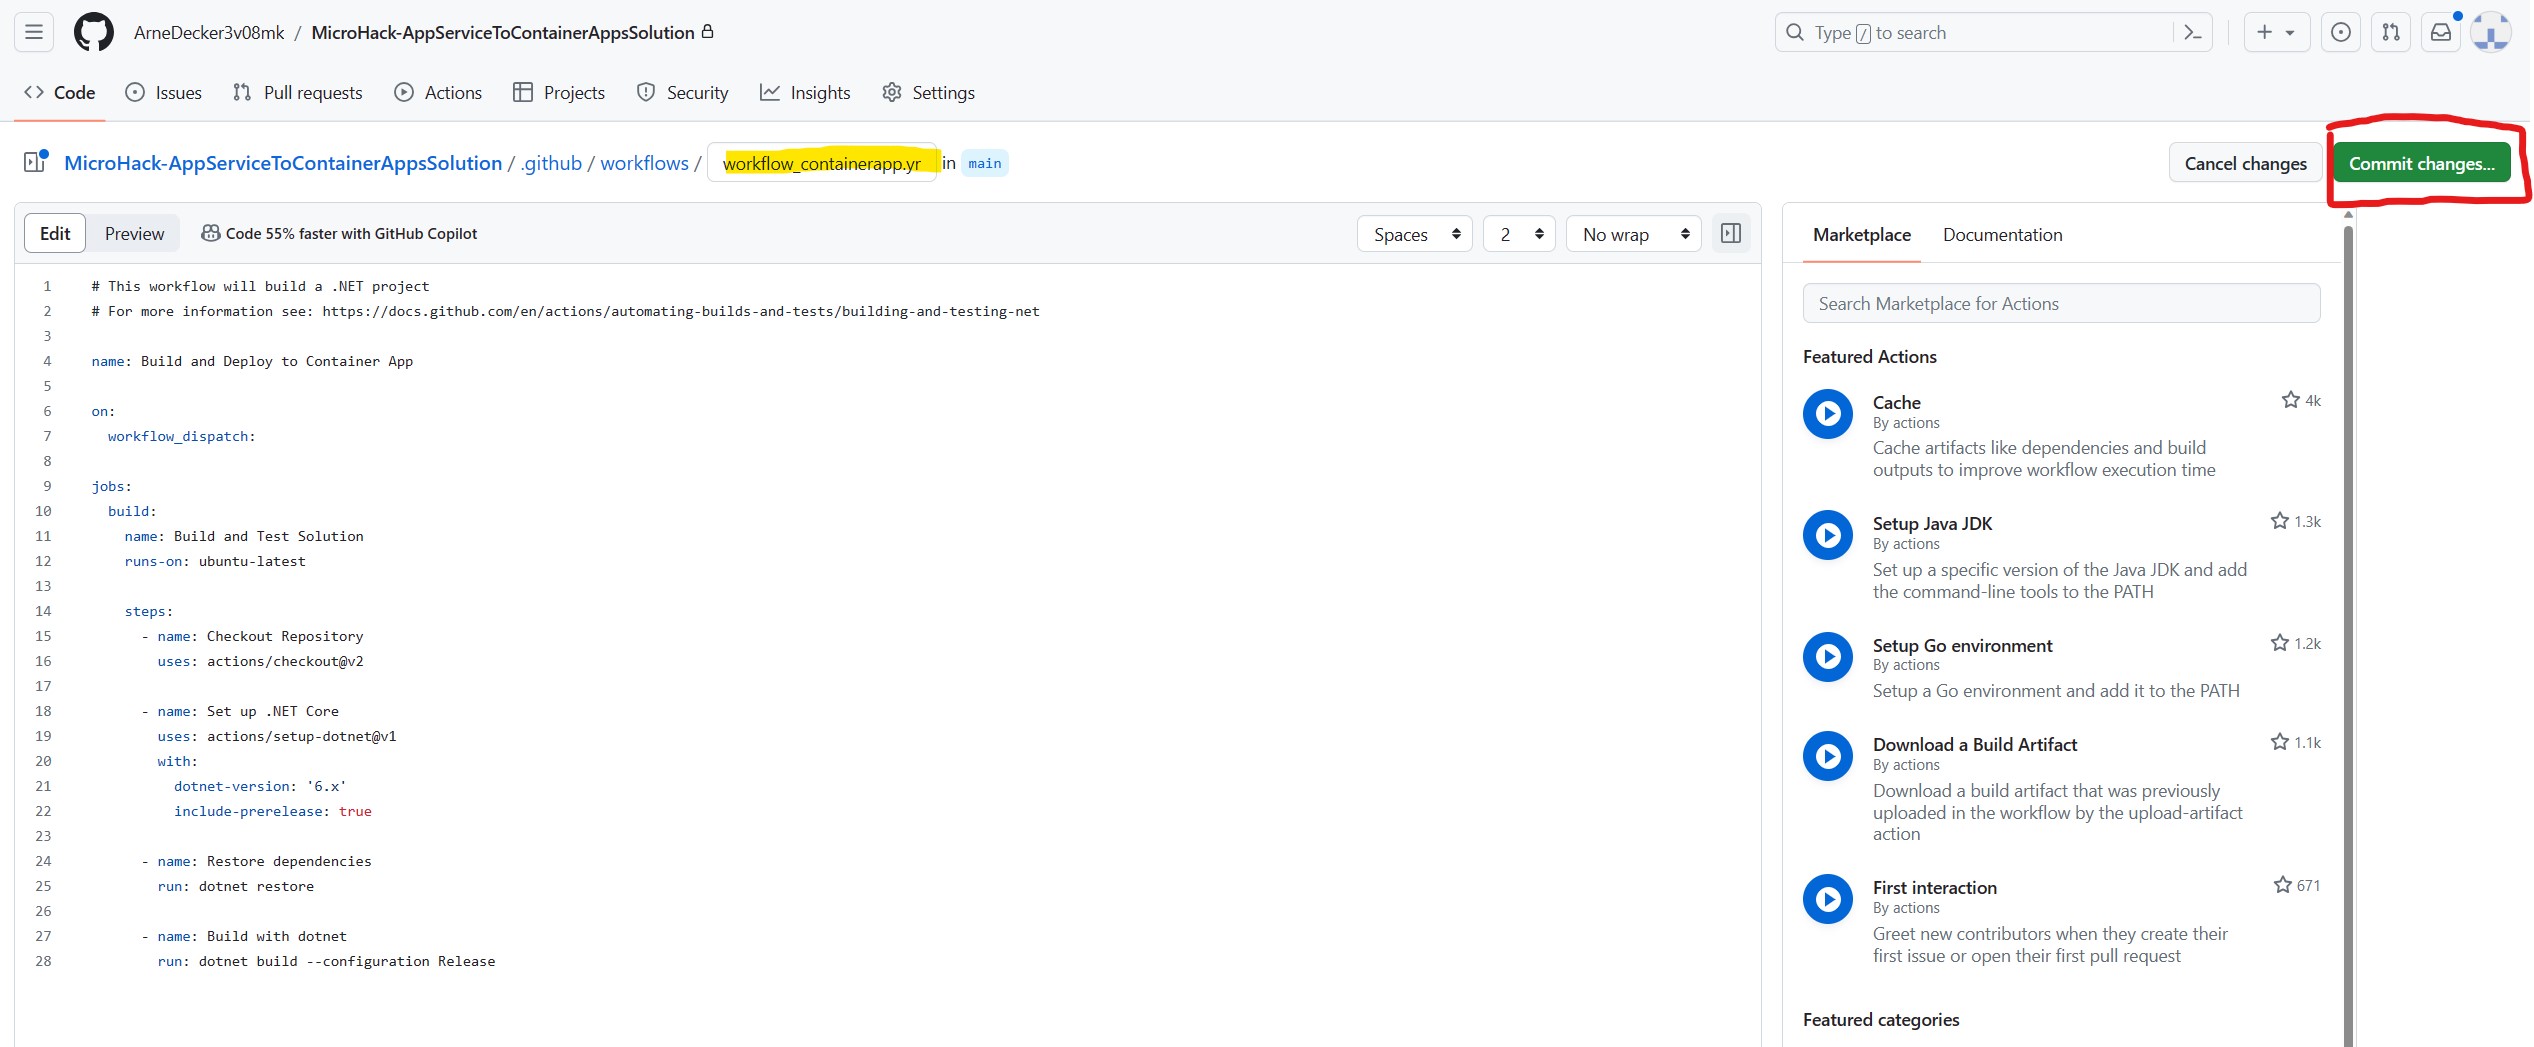 ArneDecker3v08mk / MicroHack-AppServiceToContainerAppsSolution
Type / to search
Code Issues Pull requests Actions Projects Security Insights Settings
MicroHack-AppServiceToContainerAppsSolution / .github / workflows / workflow_containerapp.yr in main
Cancel changes Commit changes...
Edit Preview Code 55% faster with GitHub Copilot Spaces 2 No wrap
1 # This workflow will build a .NET project
2 # For more information see: https://docs.github.com/en/actions/automating-builds-and-tests/building-and-testing-net
3
4 name: Build and Deploy to Container App
5
6 on:
7 workflow_dispatch:
8
9 jobs:
10 build:
11 name: Build and Test Solution
12 runs-on: ubuntu-latest
13
14 steps:
15 - name: Checkout Repository
16 uses: actions/checkout@v2
17
18 - name: Set up .NET Core
19 uses: actions/setup-dotnet@v1
20 with:
21 dotnet-version: '6.x'
22 include-prerelease: true
23
24 - name: Restore dependencies
25 run: dotnet restore
26
27 - name: Build with dotnet
28 run: dotnet build --configuration Release
Marketplace Documentation
Search Marketplace for Actions
Featured Actions
Cache 4k
By actions
Cache artifacts like dependencies and build
outputs to improve workflow execution time
Setup Java JDK 1.3k
By actions
Set up a specific version of the Java JDK and add
the command-line tools to the PATH
Setup Go environment 1.2k
By actions
Setup a Go environment and add it to the PATH
Download a Build Artifact 1.1k
By actions
Download a build artifact that was previously
uploaded in the workflow by the upload-artifact
action
First interaction 671
By actions
Greet new contributors when they create their
first issue or open their first pull request
Featured categories